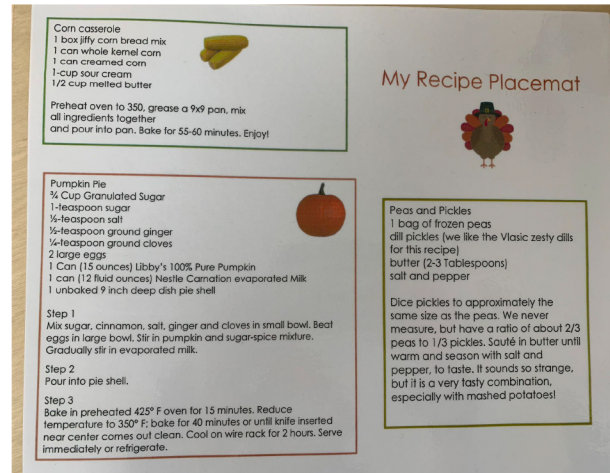 Corn casserole
1 box jiffy corn bread mix
1 can whole kernel corn
1 can creamed corn
1-cup sour cream
1/2 cup melted butter
Preheat oven to 350, grease a 9x9 pan, mix
all ingredients together
and pour into pan. Bake for 55-60 minutes. Enjoy!
My Recipe Placemat
Pumpkin Pie
¾ Cup Granulated Sugar
1-teaspoon sugar
½-teaspoon salt
½-teaspoon ground ginger
¼-teaspoon ground cloves
2 large eggs
1 Can (15 ounces) Libby's 100% Pure Pumpkin
1 can (12 fluid ounces) Nestle Carnation evaporated Milk
1 unbaked 9 inch deep dish pie shell
Step 1
Mix sugar, cinnamon, salt, ginger and cloves in small bowl. Beat
eggs in large bowl. Stir in pumpkin and sugar-spice mixture.
Gradually stir in evaporated milk.
Step 2
Pour into pie shell.
Step 3
Bake in preheated 425° F oven for 15 minutes. Reduce
temperature to 350° F; bake for 40 minutes or until knife inserted
near center comes out clean. Cool on wire rack for 2 hours. Serve
immediately or refrigerate.
Peas and Pickles
1 bag of frozen peas
dill pickles (we like the Vlasic zesty dills
for this recipe)
butter (2-3 Tablespoons)
salt and pepper
Dice pickles to approximately the
same size as the peas. We never
measure, but have a ratio of about 2/3
peas to 1/3 pickles. Sauté in butter until
warm and season with salt and
pepper, to taste. It sounds so strange,
but it is a very tasty combination,
especially with mashed potatoes!